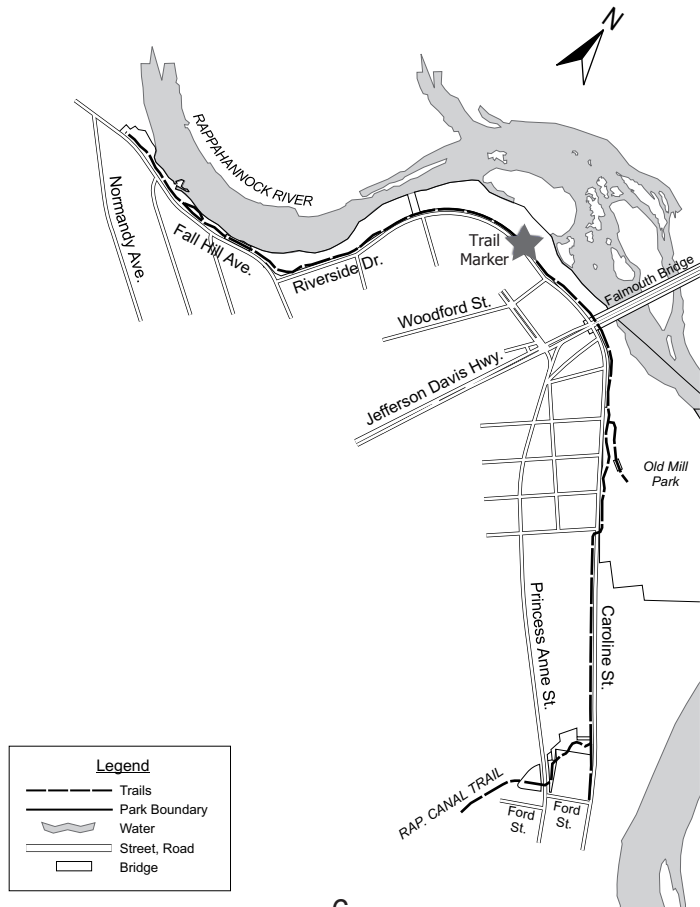 N
RAPPAHANNOCK RIVER
Normandy Ave.
Fall Hill Ave.
Riverside Dr.
Trail
Marker
Falmouth Bridge
Woodford St.
Jefferson Davis Hwy.
Old Mill
Park
Princess Anne St.
Caroline St.
RAP. CANAL TRAIL
Ford
St.
Ford
St.
Legend
Trails
Park Boundary
Water
Street, Road
Bridge